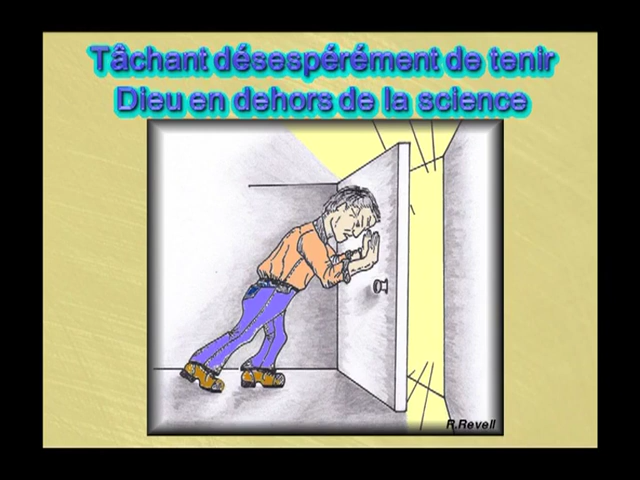 Tâchant désespérément de tenir
Dieu en dehors de la science
R.Revell